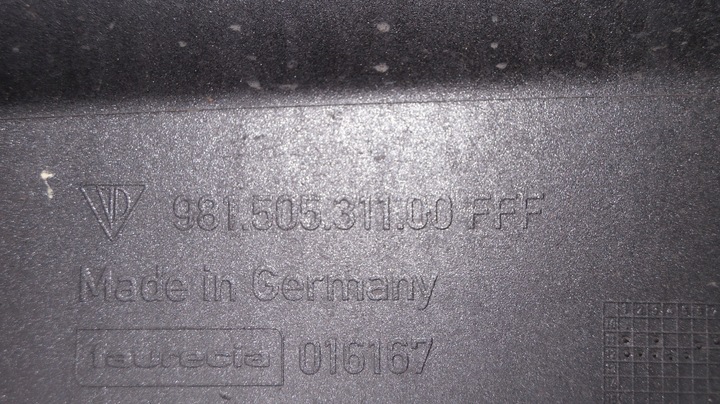 981.505.311.00 FFF
Made in Germany
faurecia 016167